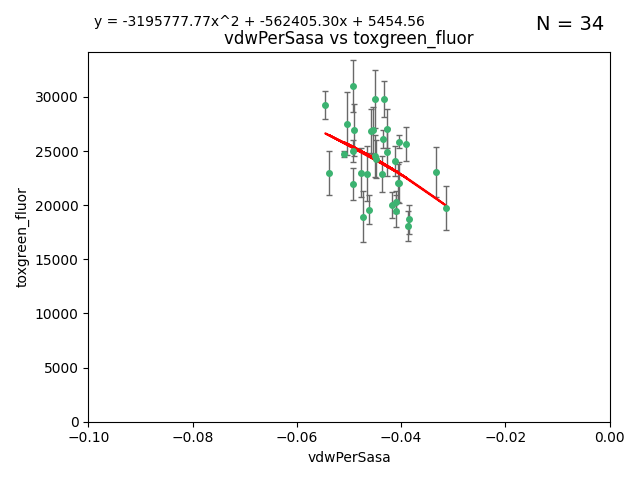 y = -3195777.77x^2 + -562405.30x + 5454.56
N = 34
vdwPerSasa vs toxgreen_fluor
toxgreen_fluor
30000
25000
20000
15000
10000
5000
0
−0.10
−0.08
−0.06
−0.04
−0.02
0.00
vdwPerSasa